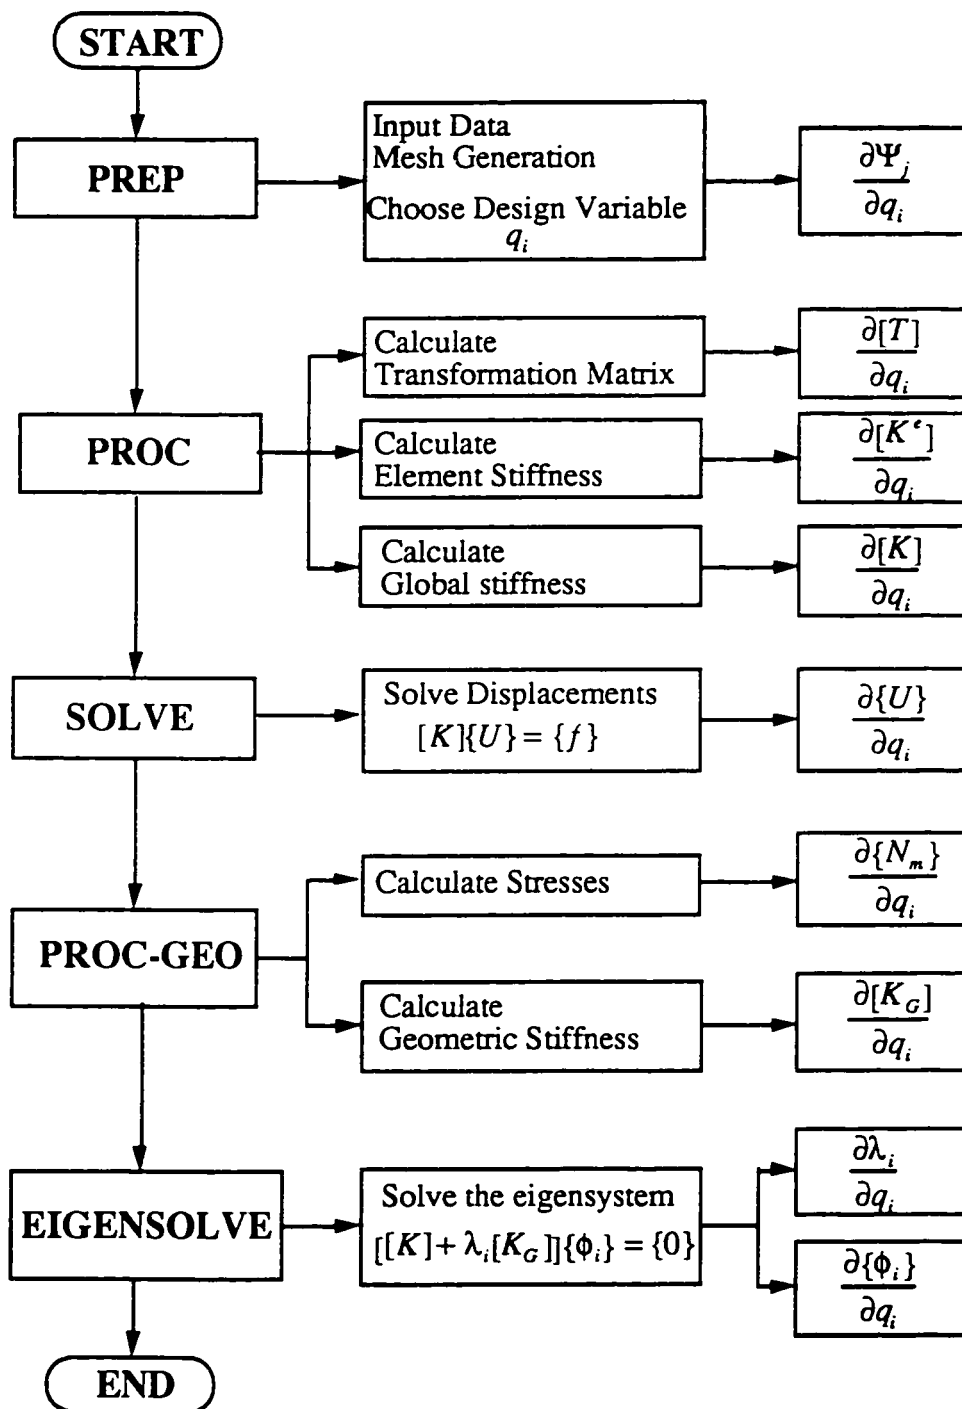 START
PREP
Input Data
Mesh Generation
Choose Design Variable
q_i
∂Ψ_j
∂q_i
PROC
Calculate
Transformation Matrix
∂[T]
∂q_i
Calculate
Element Stiffness
∂[K^e]
∂q_i
Calculate
Global stiffness
∂[K]
∂q_i
SOLVE
Solve Displacements
[K]{U} = {f}
∂{U}
∂q_i
PROC-GEO
Calculate Stresses
∂{N_m}
∂q_i
Calculate
Geometric Stiffness
∂[K_G]
∂q_i
EIGENSOLVE
Solve the eigensystem
[[K] + λ_i[K_G]]{ϕ_i} = {0}
∂λ_i
∂q_i
∂{ϕ_i}
∂q_i
END